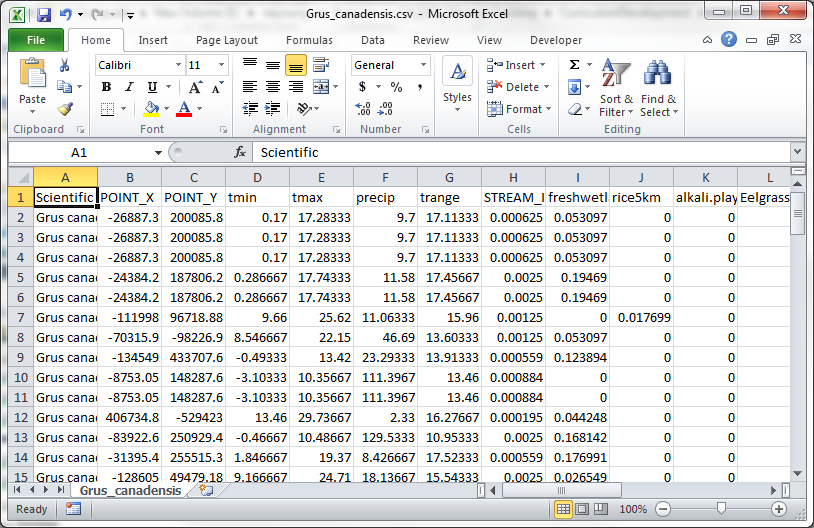 Grus_canadensis.csv - Microsoft Excel
File Home Insert Page Layout Formulas Data Review View Developer
Calibri 11 General Insert Σ
Paste B I U A A $ % , Styles Delete Sort & Find &
A .00 .0 Format Filter Select
Clipboard Font Alignment Number Cells Editing
A1 fx Scientific
A B C D E F G H I J K L
1 Scientific POINT_X POINT_Y tmin tmax precip trange STREAM_ freshwetl rice5km alkali.play Eelgrass
2 Grus cana -26887.3 200085.8 0.17 17.28333 9.7 17.11333 0.000625 0.053097 0 0
3 Grus cana -26887.3 200085.8 0.17 17.28333 9.7 17.11333 0.000625 0.053097 0 0
4 Grus cana -26887.3 200085.8 0.17 17.28333 9.7 17.11333 0.000625 0.053097 0 0
5 Grus cana -24384.2 187806.2 0.286667 17.74333 11.58 17.45667 0.0025 0.19469 0 0
6 Grus cana -24384.2 187806.2 0.286667 17.74333 11.58 17.45667 0.0025 0.19469 0 0
7 Grus cana -111998 96718.88 9.66 25.62 11.06333 15.96 0.00125 0 0.017699 0
8 Grus cana -70315.9 -98226.9 8.546667 22.15 46.69 13.60333 0.00125 0.053097 0 0
9 Grus cana -134549 433707.6 -0.49333 13.42 23.29333 13.91333 0.000559 0.123894 0 0
10 Grus cana -8753.05 148287.6 -3.10333 10.35667 111.3967 13.46 0.000884 0 0 0
11 Grus cana -8753.05 148287.6 -3.10333 10.35667 111.3967 13.46 0.000884 0 0 0
12 Grus cana 406734.8 -529423 13.46 29.73667 2.33 16.27667 0.000195 0.044248 0 0
13 Grus cana -83922.6 250929.4 -0.46667 10.48667 129.5333 10.95333 0.0025 0.168142 0 0
14 Grus cana -31395.4 255515.3 1.846667 19.37 8.426667 17.52333 0.000559 0.176991 0 0
15 Grus cana -128605 49479.18 9.166667 24.71 18.13667 15.54333 0.0025 0.026549 0 0
Grus_canadensis
Ready 100%